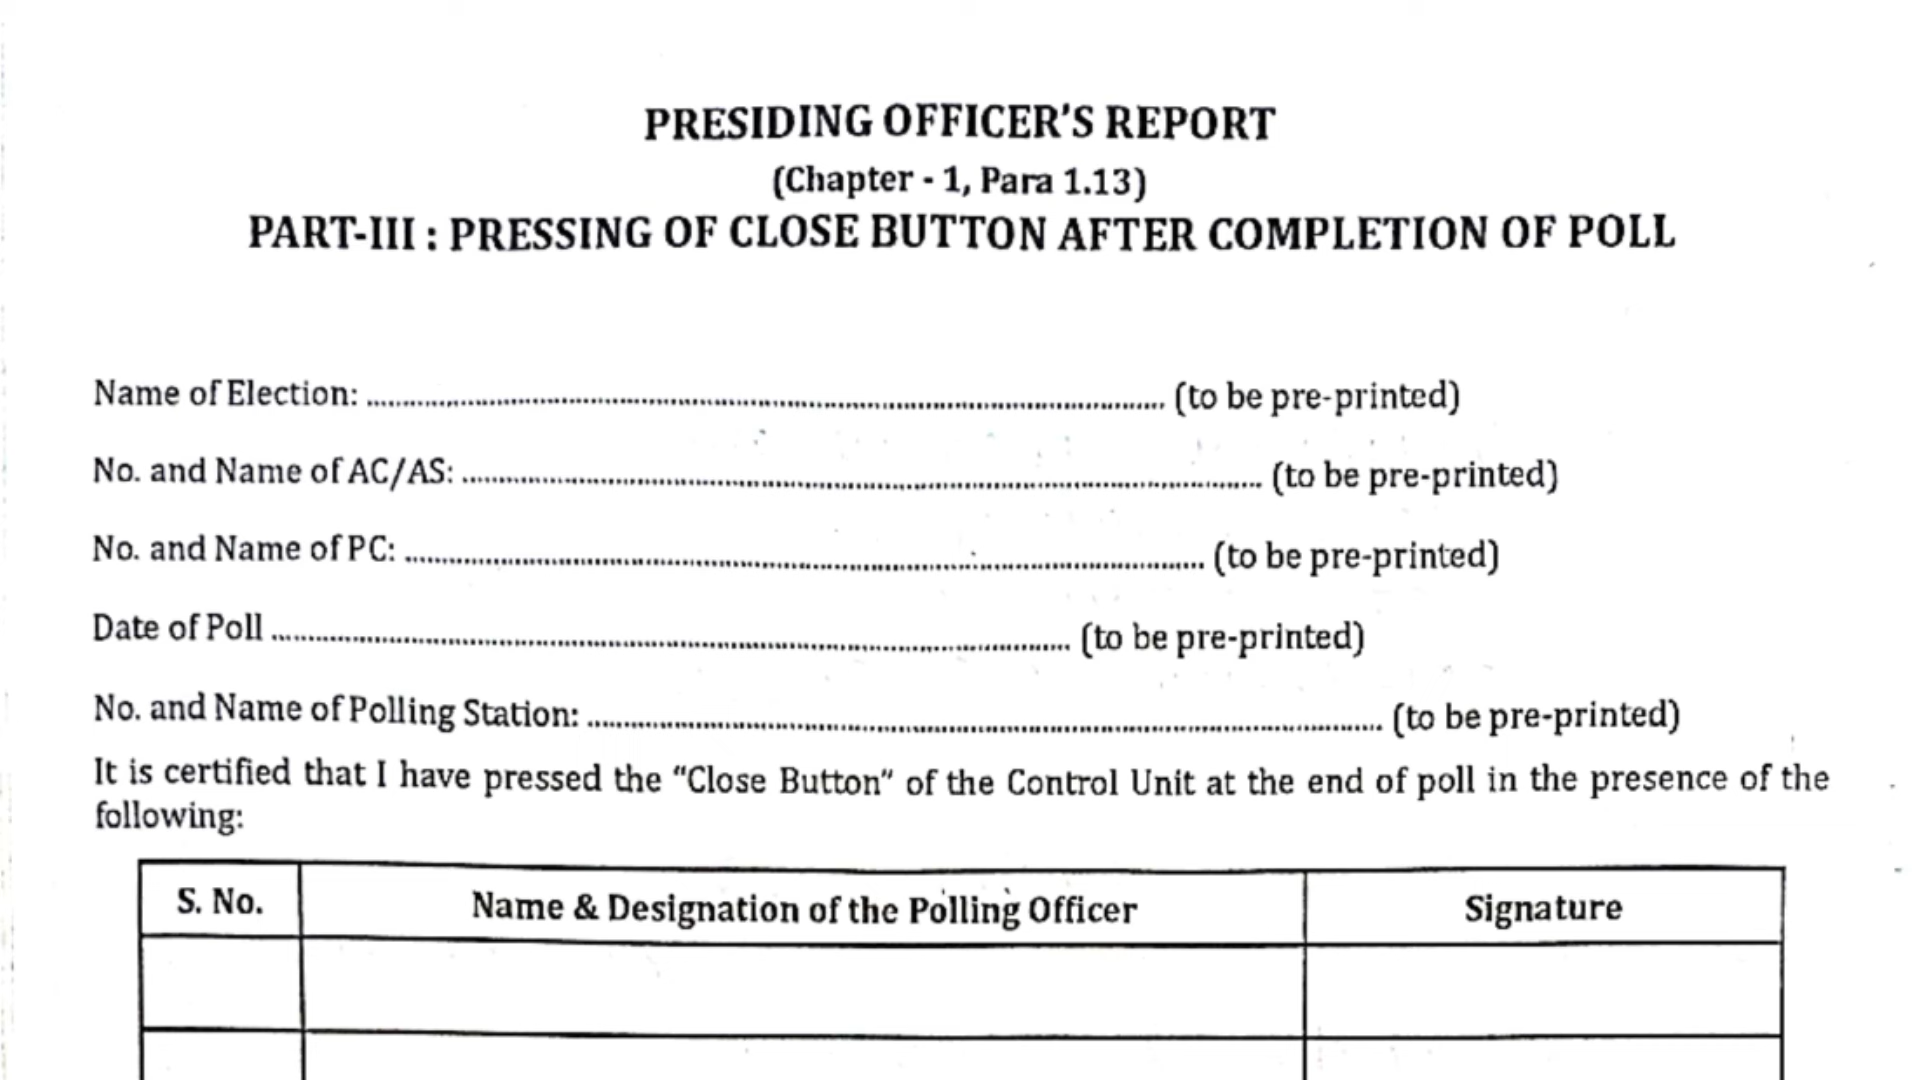 PRESIDING OFFICER'S REPORT
(Chapter - 1, Para 1.13)
PART-III : PRESSING OF CLOSE BUTTON AFTER COMPLETION OF POLL
Name of Election: ........................................................................ (to be pre-printed)
No. and Name of AC/AS: ........................................................................ (to be pre-printed)
No. and Name of PC: ........................................................................ (to be pre-printed)
Date of Poll ........................................................................ (to be pre-printed)
No. and Name of Polling Station: ........................................................................ (to be pre-printed)
It is certified that I have pressed the "Close Button" of the Control Unit at the end of poll in the presence of the
following:
S. No. Name & Designation of the Polling Officer Signature